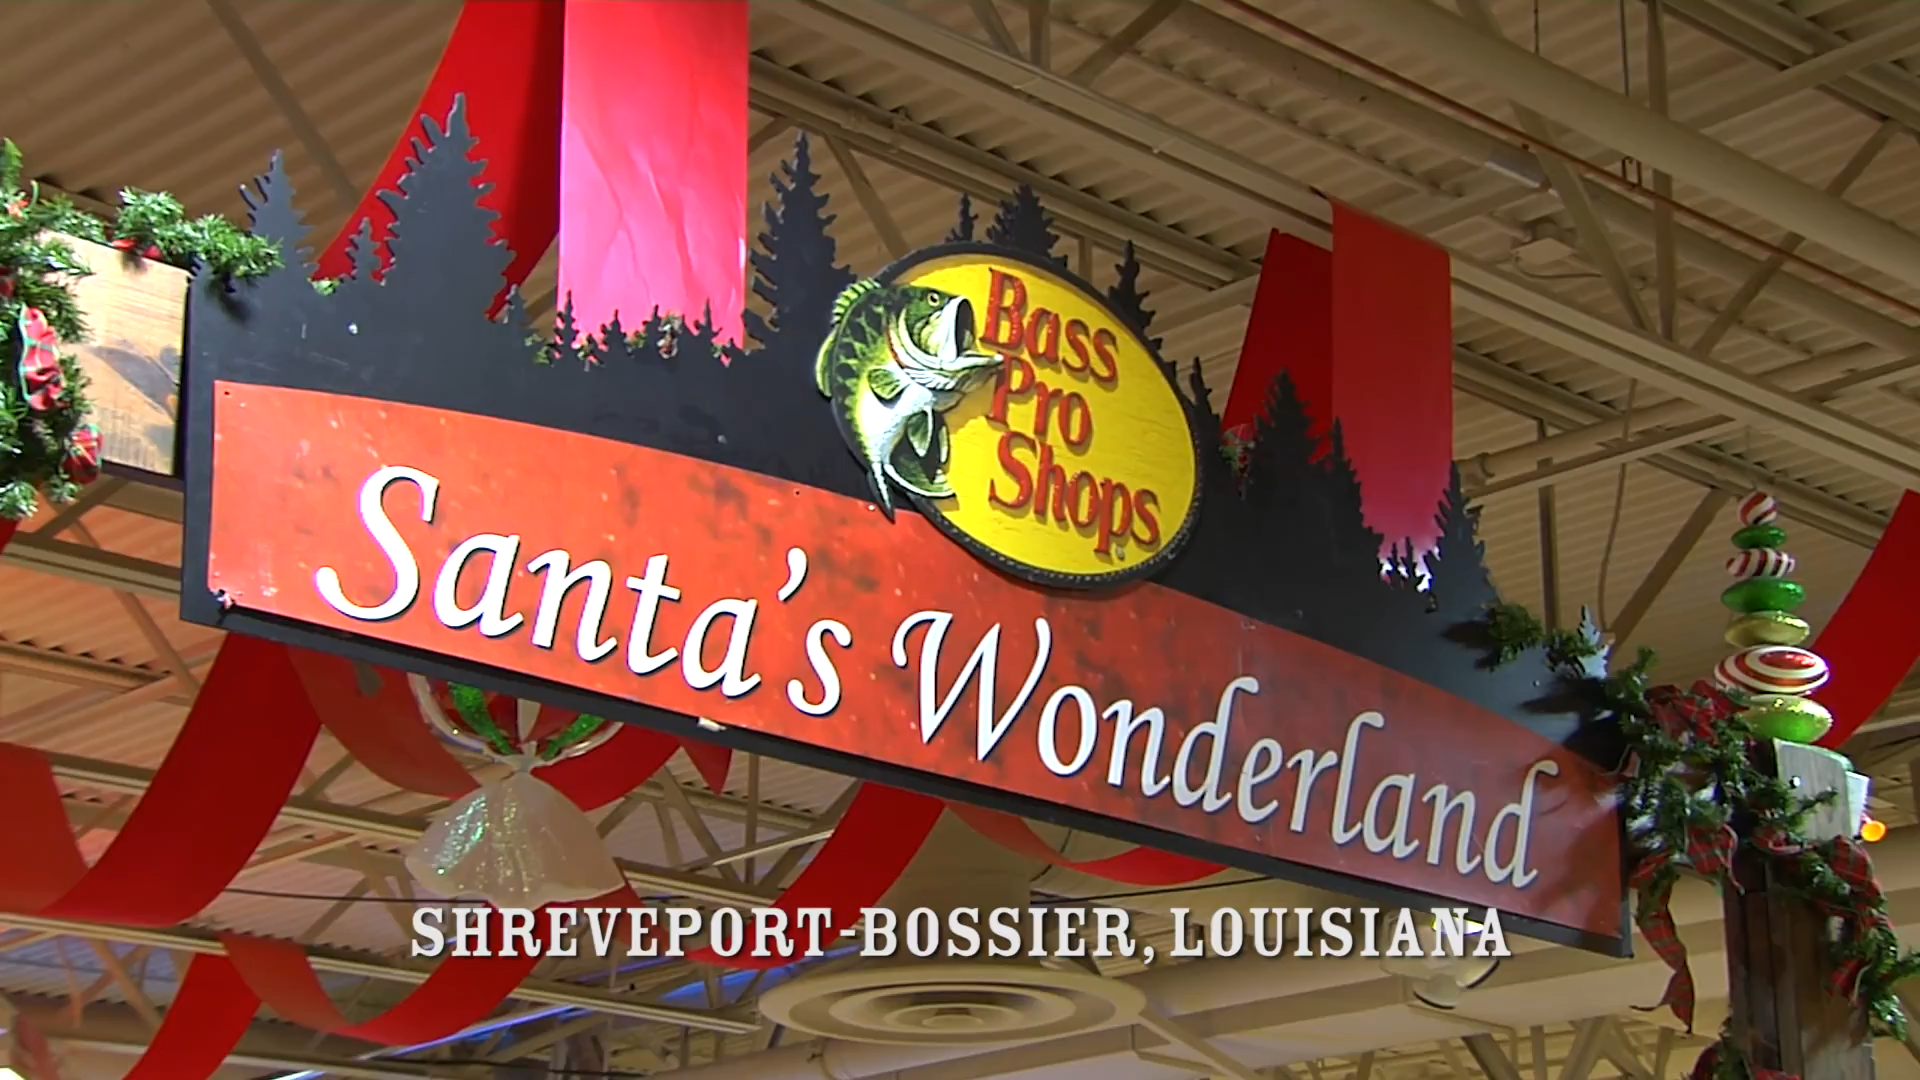 Bass
Pro
Shops
Santa's Wonderland
SHREVEPORT-BOSSIER, LOUISIANA